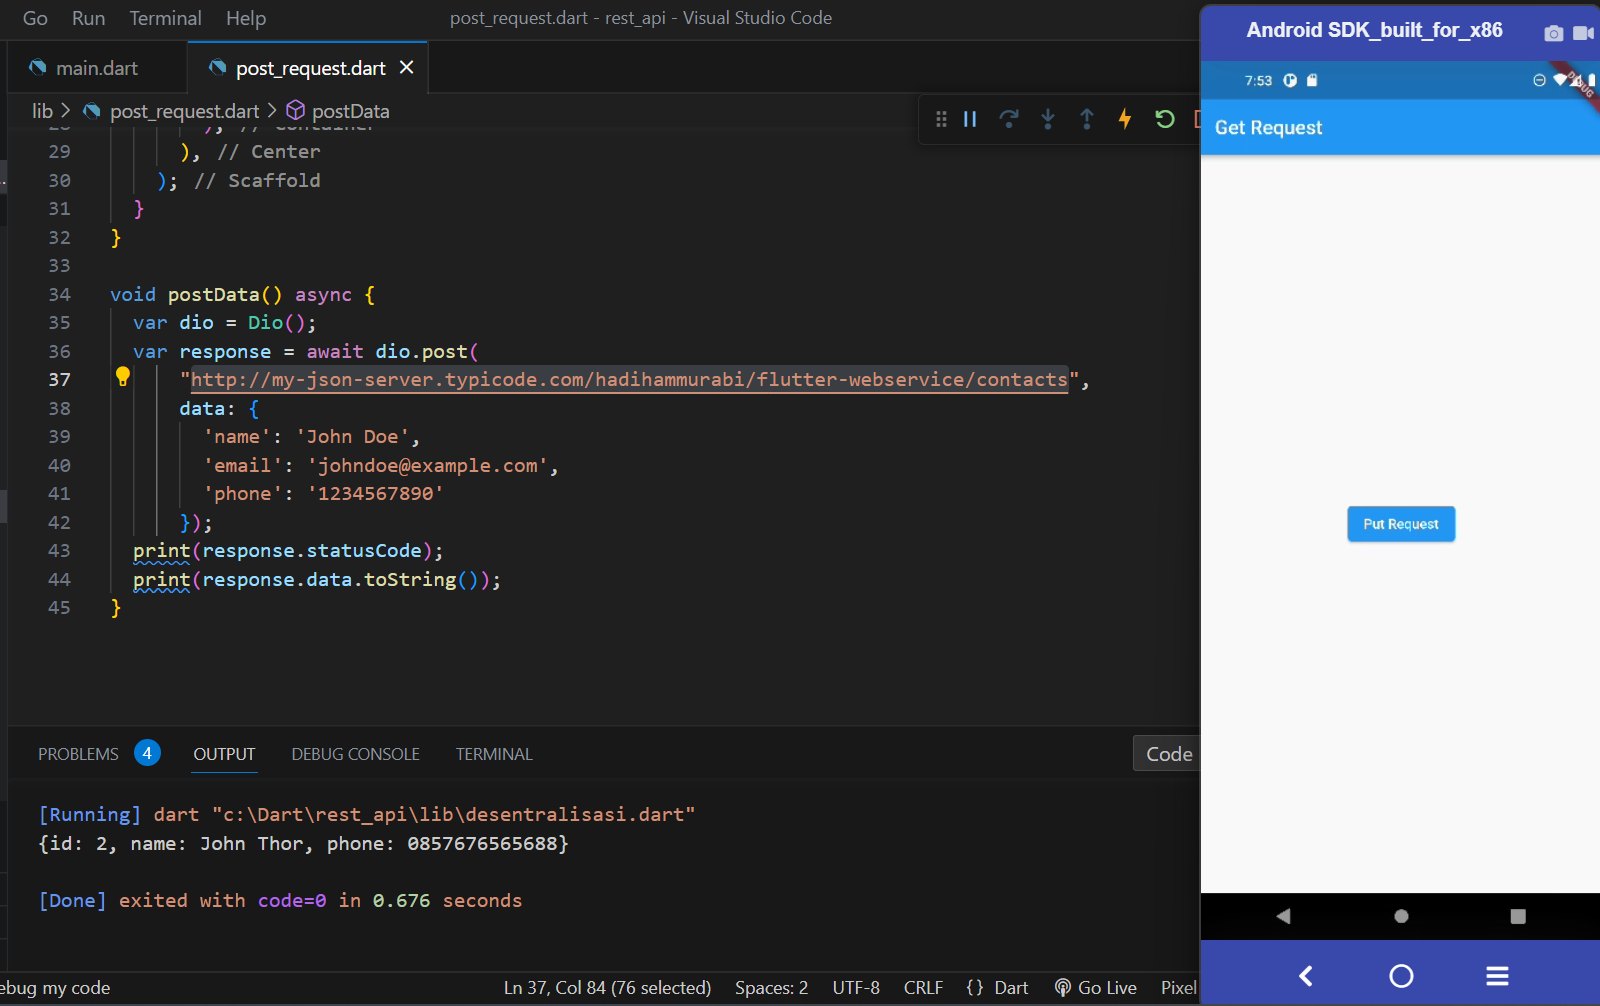 Go Run Terminal Help
post_request.dart - rest_api - Visual Studio Code
main.dart
post_request.dart
lib > post_request.dart > postData
28 ), // Container
29 ), // Center
30 ); // Scaffold
31 }
32 }
33
34 void postData() async {
35 var dio = Dio();
36 var response = await dio.post(
37 "http://my-json-server.typicode.com/hadihammurabi/flutter-webservice/contacts",
38 data: {
39 'name': 'John Doe',
40 'email': 'johndoe@example.com',
41 'phone': '1234567890'
42 });
43 print(response.statusCode);
44 print(response.data.toString());
45 }
PROBLEMS 4 OUTPUT DEBUG CONSOLE TERMINAL
Code
[Running] dart "c:\Dart\rest_api\lib\desentralisasi.dart"
{id: 2, name: John Thor, phone: 0857676565688}
[Done] exited with code=0 in 0.676 seconds
ebug my code
Ln 37, Col 84 (76 selected) Spaces: 2 UTF-8 CRLF {} Dart Go Live Pixel
Android SDK_built_for_x86
7:53
DEBUG
Get Request
Put Request